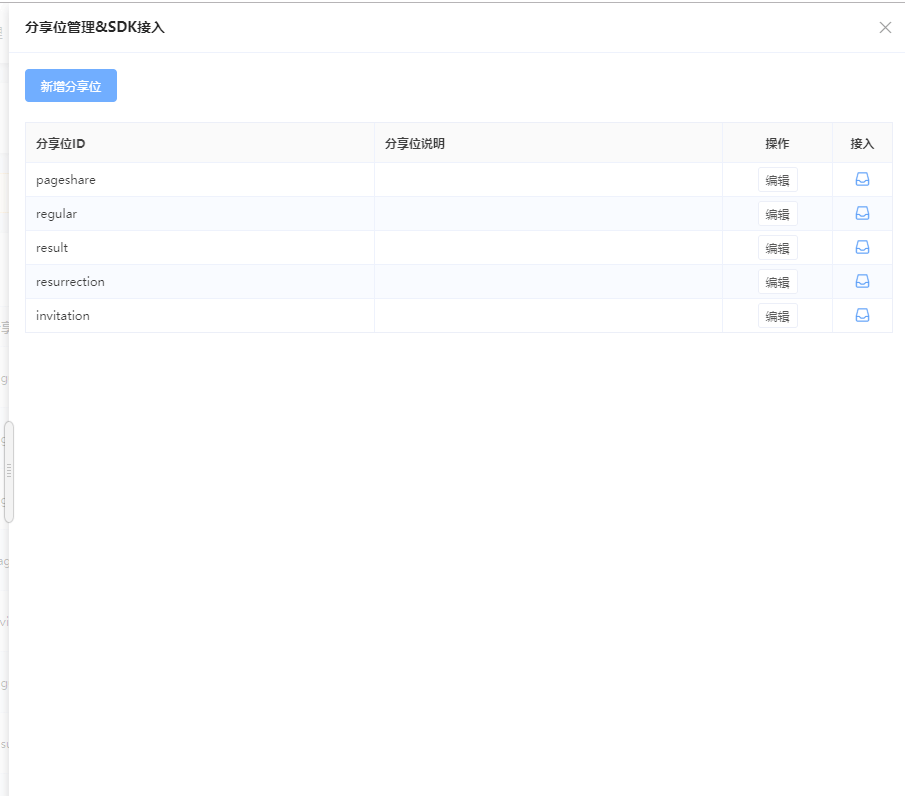 分享位管理&SDK接入
新增分享位
分享位ID 分享位说明 操作 接入
pageshare 编辑
regular 编辑
result 编辑
resurrection 编辑
invitation 编辑